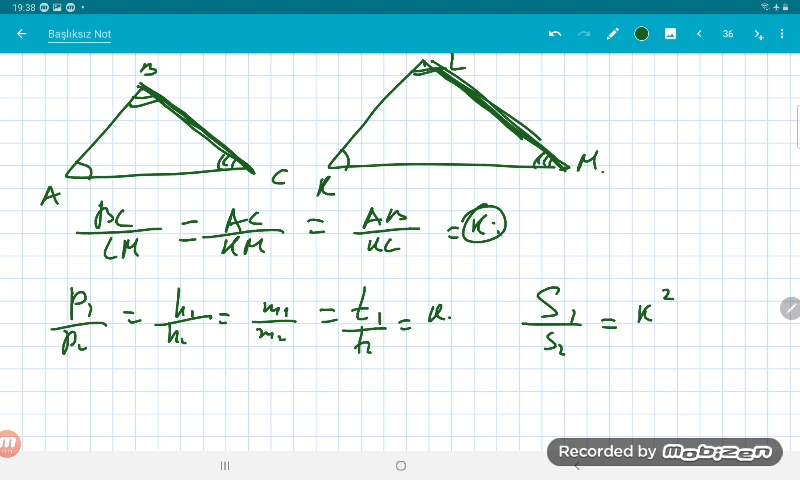 19:38
Başlıksız Not
36
B
L
A
C
K
M.
BC/LM = AC/KM = AB/KL = K.
P₁/P₂ = h₁/h₂ = m₁/m₂ = t₁/t₂ = K. S₁/S₂ = K²
Recorded by mobizen